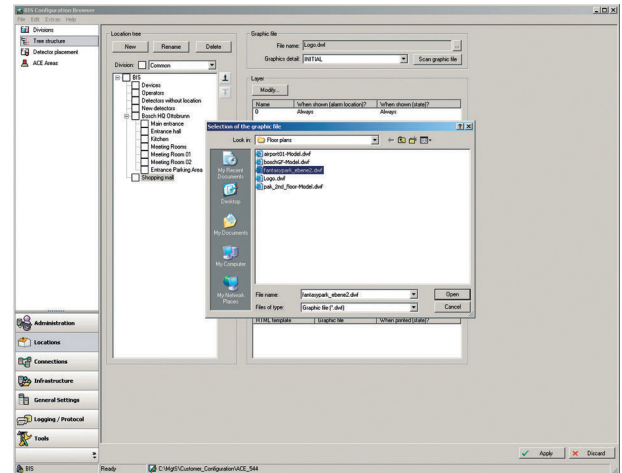 BIS Configuration Browser
File Edit Extras Help
Divisions
Tree structure
Detector placement
ACE Areas
Location tree
New
Rename
Delete
Division:
Common
BIS
Devices
Operators
Detectors without location
New detectors
Bosch HQ Ottobrunn
Main entrance
Entrance hall
Kitchen
Meeting Rooms
Meeting Room 01
Meeting Room 02
Entrance Parking Area
Shopping mall
Graphic file
File name: Logo.dwf
...
Graphics detail: INITIAL
Scan graphic file
Layer
Modify...
Name
When shown (alarm location)?
When shown (state)?
0
Always
Always
Selection of the graphic file
Look in:
Floor plans
My Recent Documents
Desktop
My Documents
My Computer
My Network Places
airport01-Model.dwf
boschGF-Model.dwf
fantasypark_ebene2.dwf
Logo.dwf
pak_2nd_floor-Model.dwf
File name: fantasypark_ebene2.dwf
Open
Files of type: Graphic file (*.dwf)
Cancel
HTML template
Graphic file
When printed (state)?
Administration
Locations
Connections
Infrastructure
General Settings
Logging / Protocol
Tools
Apply
Discard
BIS
Ready
C:\MgtS\Customer_Configuration\ACE_544